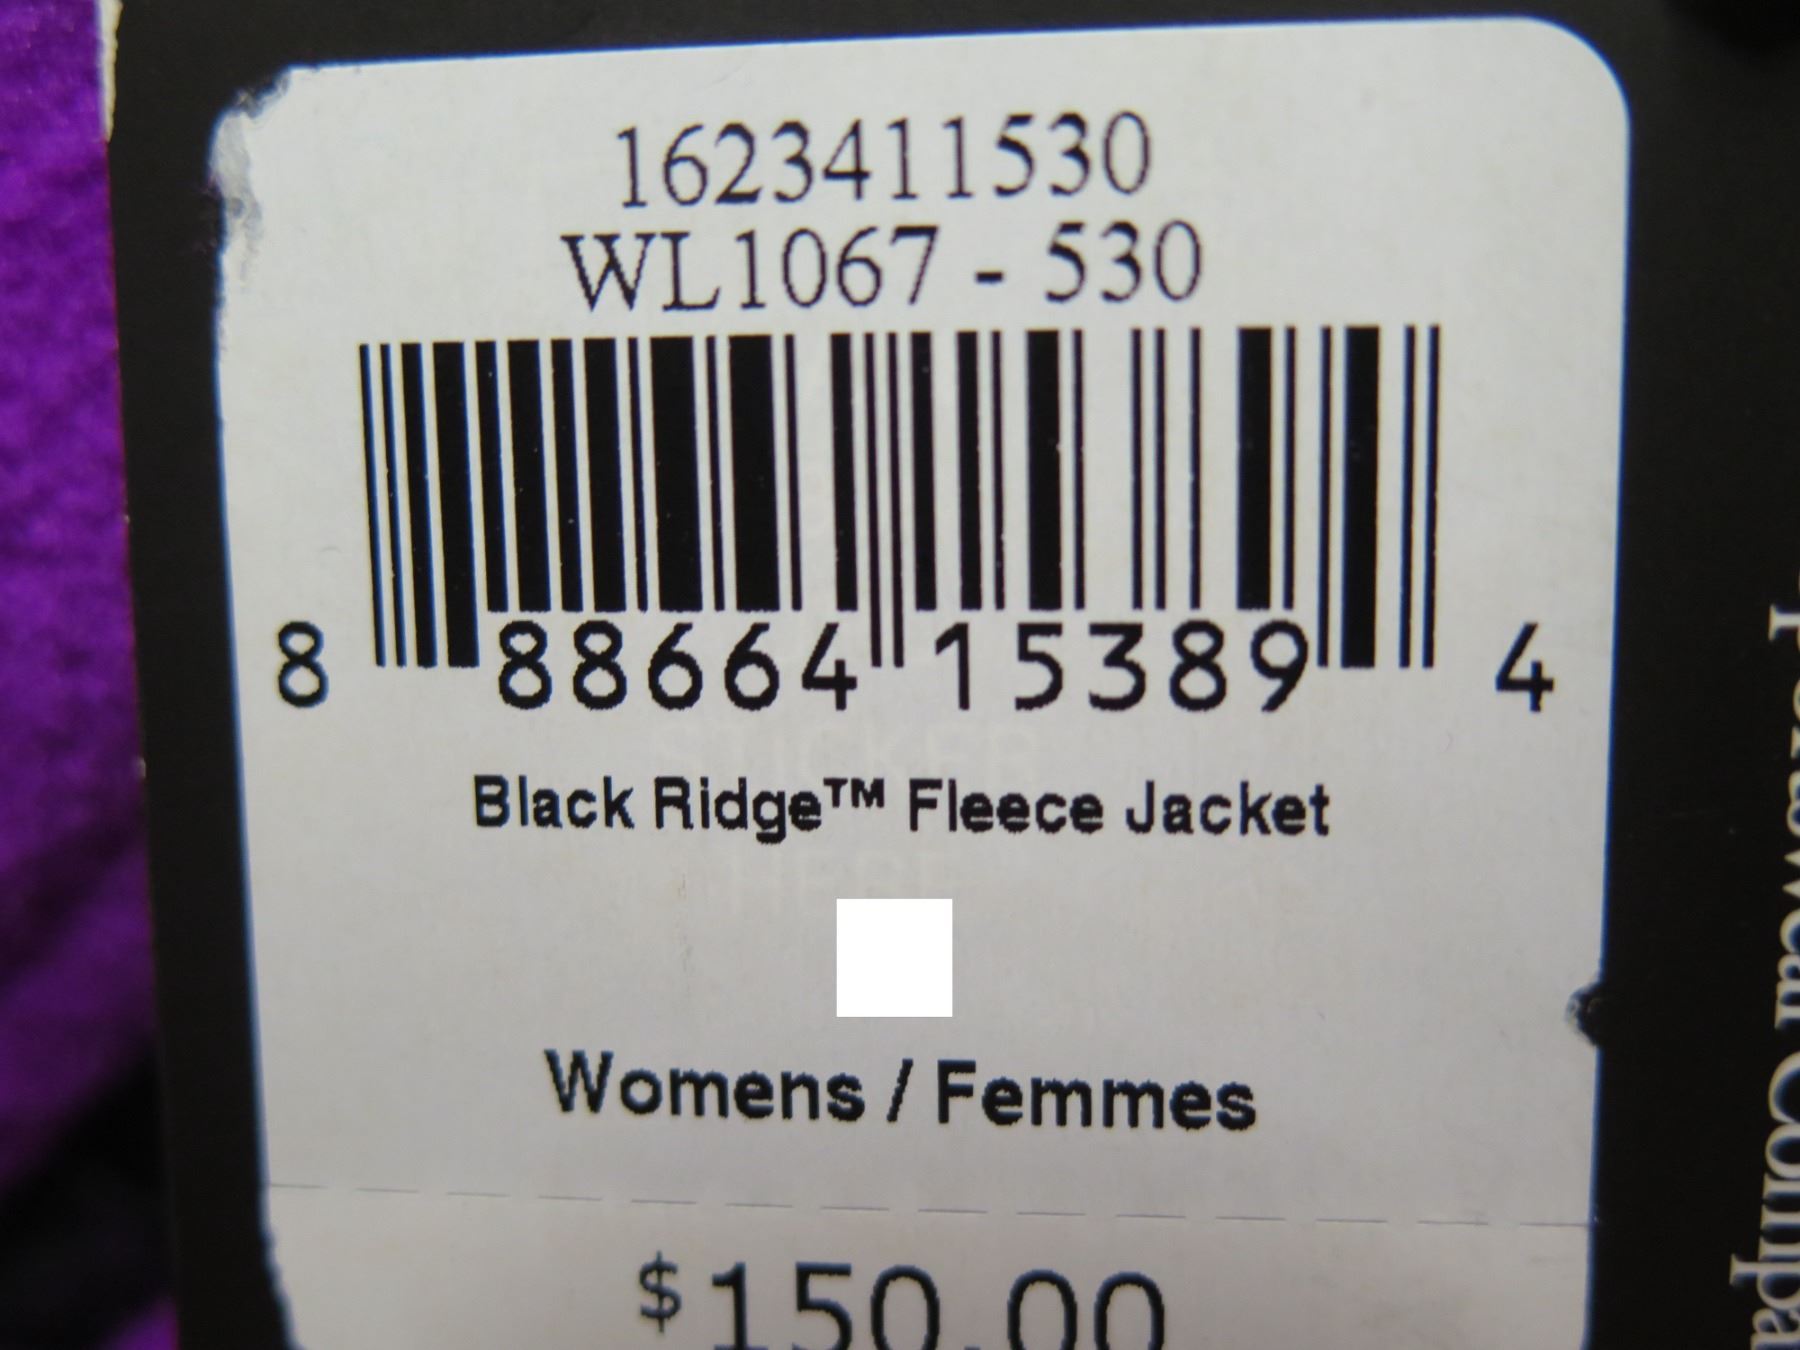 1623411530
WL1067 - 530
8 88664 15389 4
Black Ridge™ Fleece Jacket
Womens / Femmes
$150.00